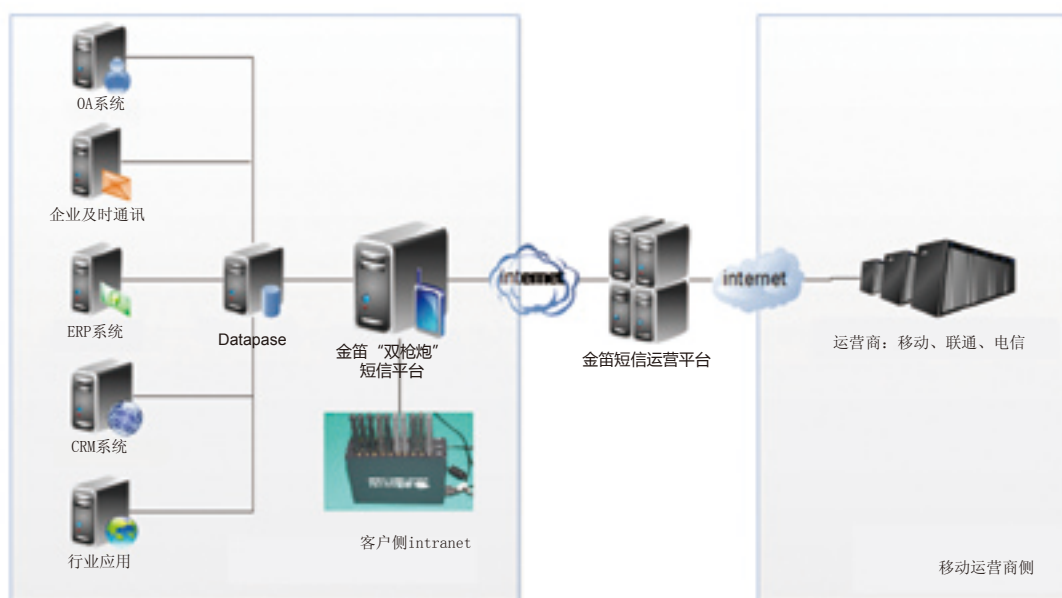 OA系统
企业及时通讯
ERP系统
CRM系统
行业应用
Datapase
金笛“双枪炮”
短信平台
客户侧intranet
internet
金笛短信运营平台
internet
运营商：移动、联通、电信
移动运营商侧